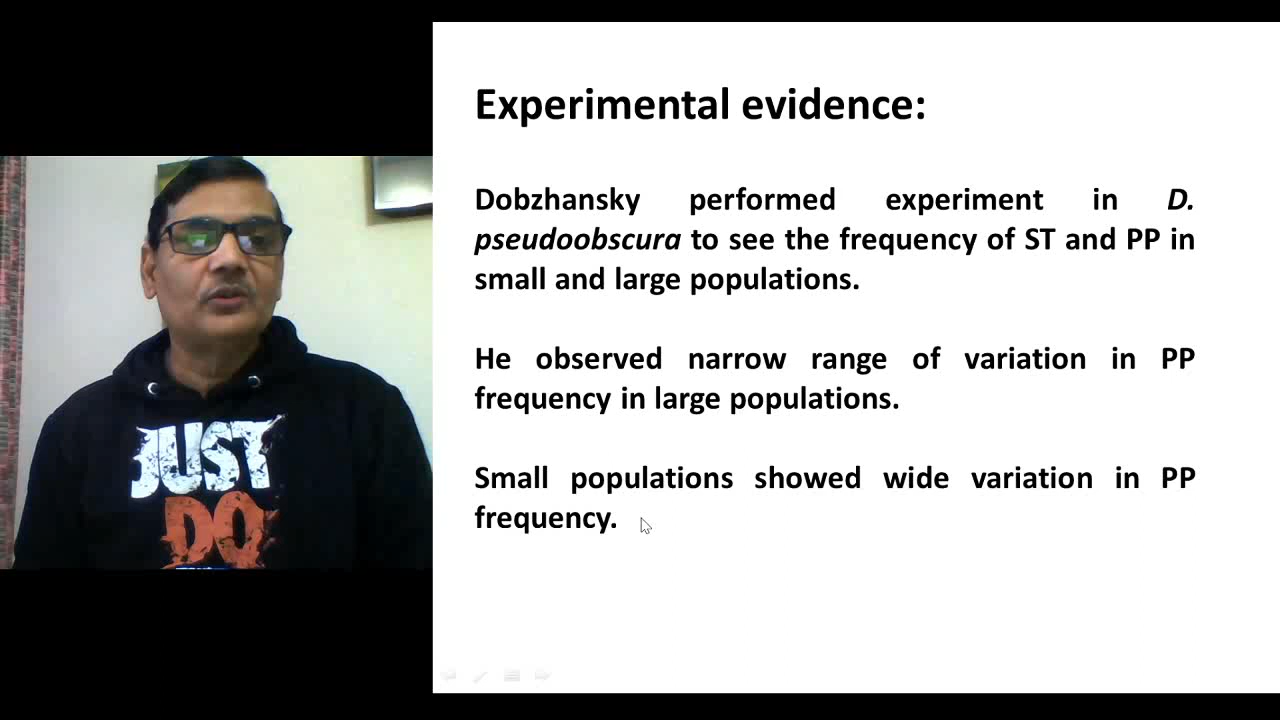 Experimental evidence:
Dobzhansky performed experiment in D.
pseudoobscura to see the frequency of ST and PP in
small and large populations.
He observed narrow range of variation in PP
frequency in large populations.
Small populations showed wide variation in PP
frequency.
JUST
DO